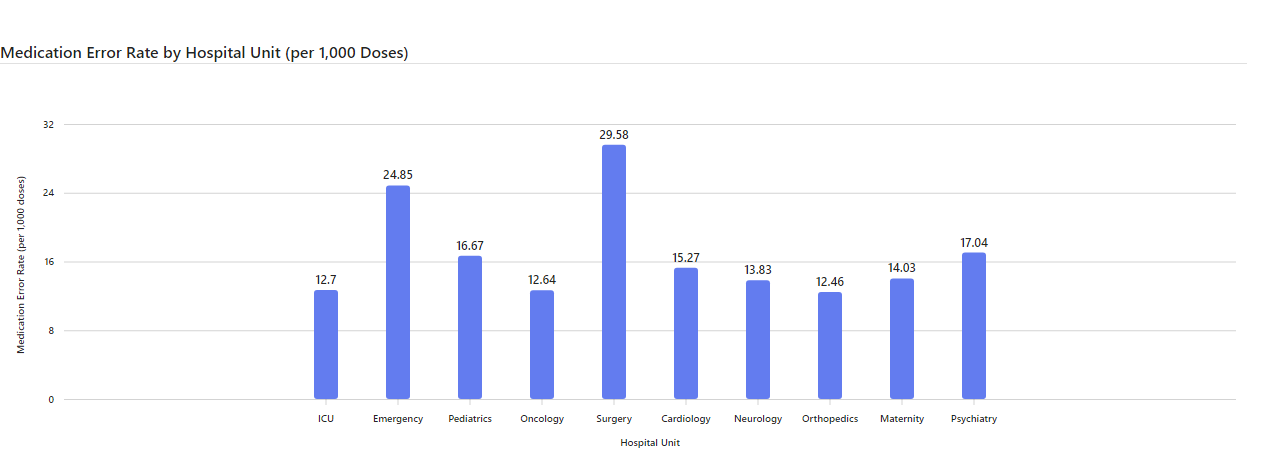 Medication Error Rate by Hospital Unit (per 1,000 Doses)
Medication Error Rate (per 1,000 doses)
32
24
16
8
0
12.7
24.85
16.67
12.64
29.58
15.27
13.83
12.46
14.03
17.04
ICU
Emergency
Pediatrics
Oncology
Surgery
Cardiology
Neurology
Orthopedics
Maternity
Psychiatry
Hospital Unit